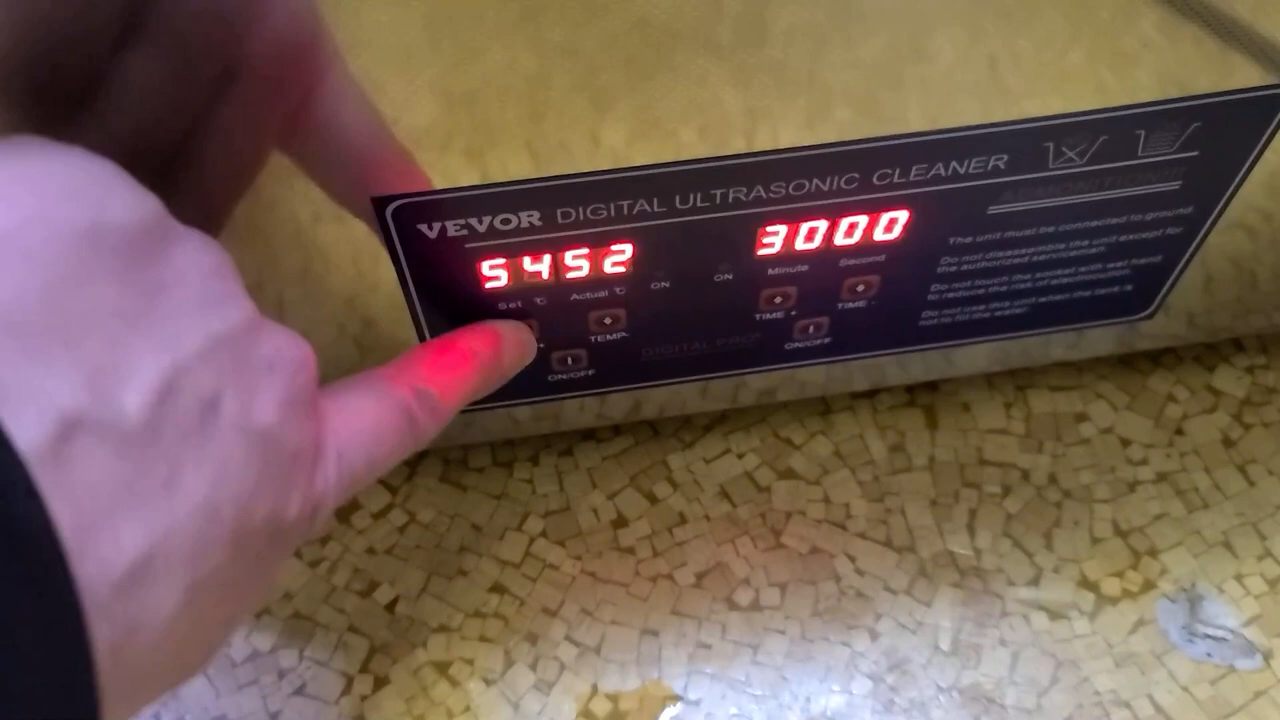 VEVOR DIGITAL ULTRASONIC CLEANER
5452
3000
Set ℃ Actual ℃
ON
ON
Minute Second
TEMP-
ON/OFF
DIGITAL
TIME +
TIME -
ON/OFF
ADMONITION!!
The unit must be connected to ground.
Do not disassemble the unit except for
the authorized serviceman.
Do not touch the socket with wet hand
to reduce the risk of electrocution.
Do not use this unit when the tank is
not to fill the water.